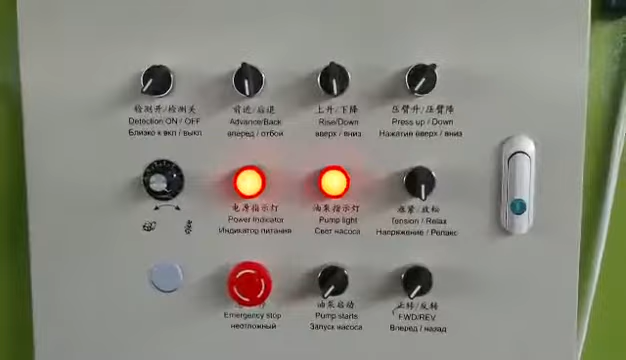 检测开/检测关
Detection ON / OFF
Близко к вкл / выкл
前进/后退
Advance/Back
вперед / отбой
上升/下降
Rise/Down
вверх / вниз
压臂升/压臂降
Press up / Down
Нажатие вверх / вниз
电源指示灯
Power Indicator
Индикатор питания
油泵指示灯
Pump light
Свет насоса
涨紧/放松
Tension / Relax
Напряжение / Релакс
Emergency stop
неотложный
油泵启动
Pump starts
Запуск насоса
正转/反转
FWD/REV
Вперед / назад